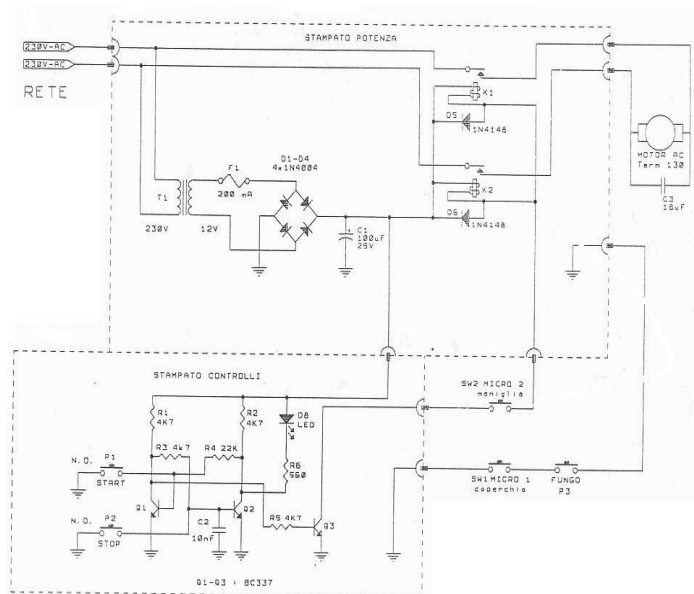 STAMPATO POTENZA
230V-AC
230V-AC
RETE
K1
D5
1N4148
MOTOR AC
Term 130
C3
16uF
D1-D4
4x1N4004
F1
200 mA
T1
230V
12V
K2
D6
1N4148
+
C1
100uF
25V
STAMPATO CONTROLLI
SW2 MICRO 2
maniglia
R1
4K7
R2
4K7
D8
LED
R3 4k7
R4 22K
R6
560
N.O.
P1
START
SW1 MICRO 1
coperchio
FUNGO
P3
Q1
Q2
N.O.
P2
STOP
C2
10nF
R5 4K7
Q3
Q1-Q3 : BC337